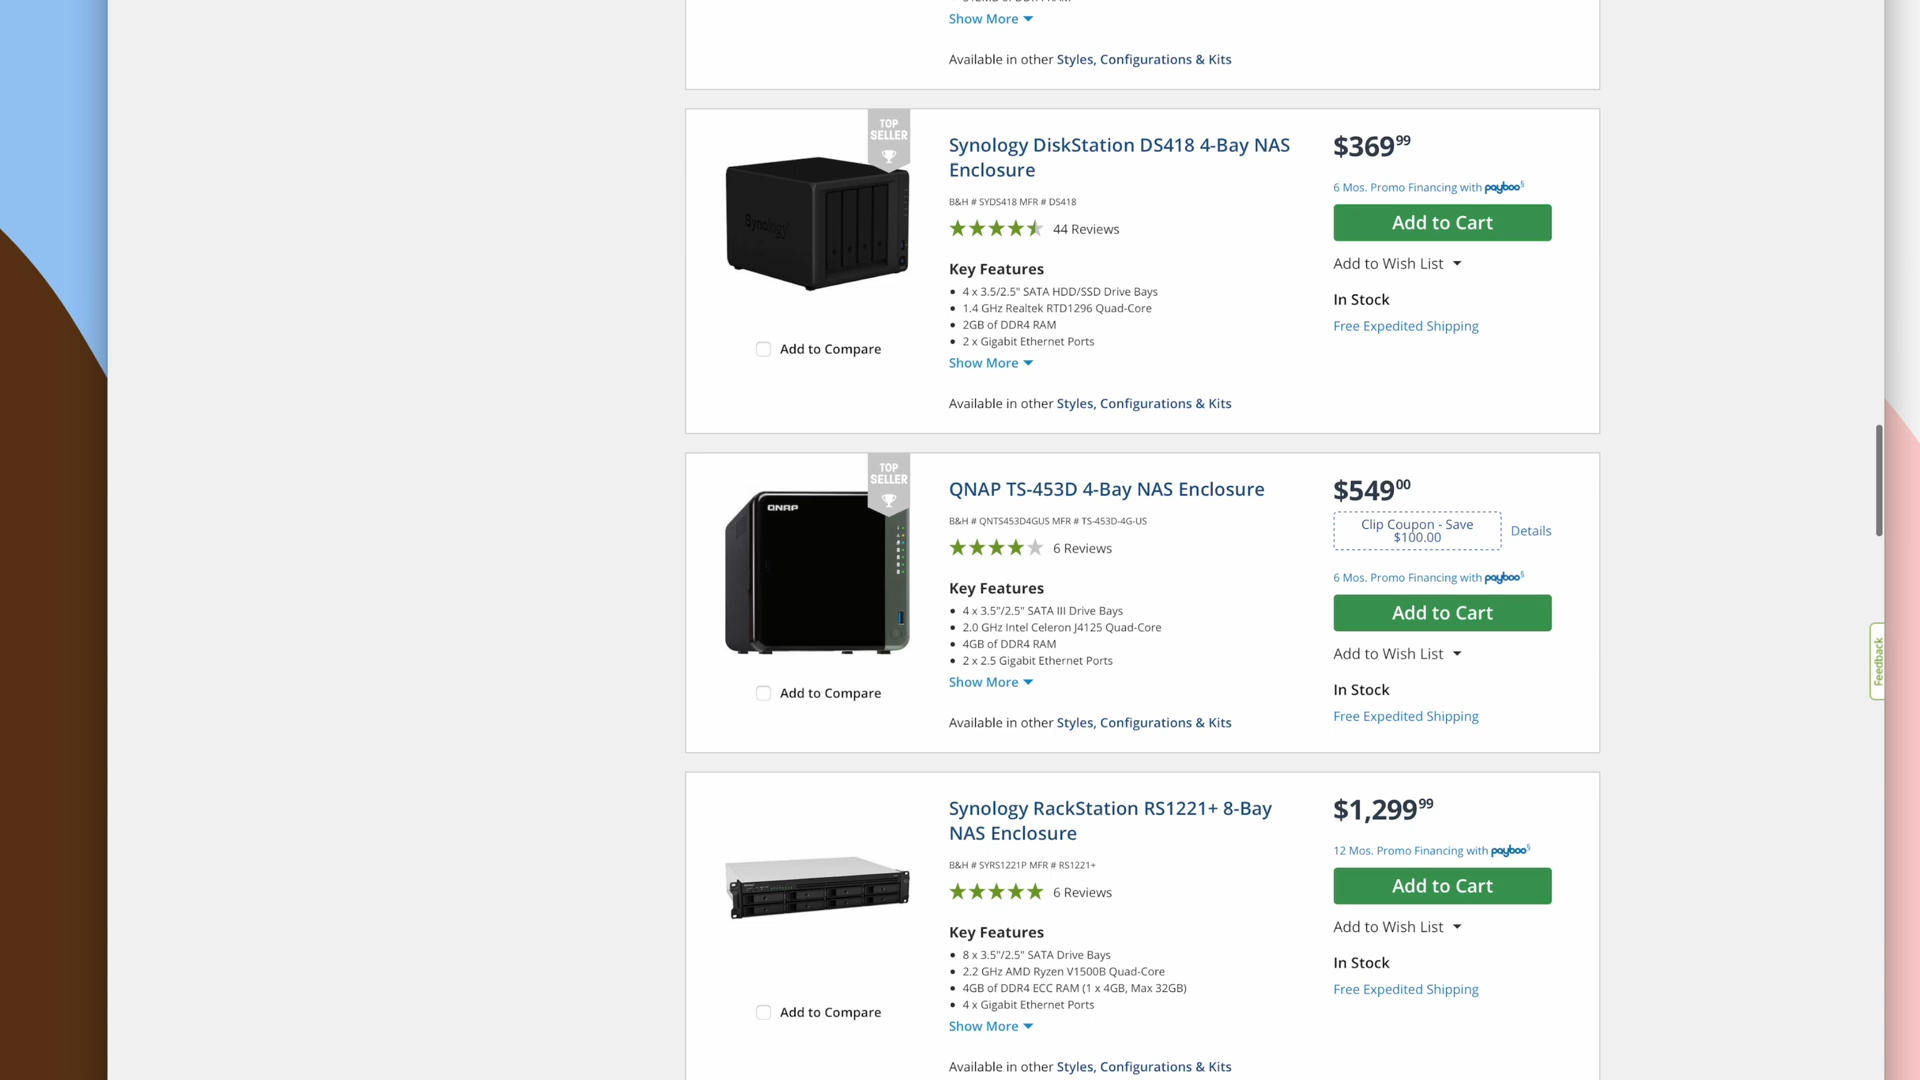 Show More
Available in other Styles, Configurations & Kits
TOP
SELLER
Synology
Add to Compare
Synology DiskStation DS418 4-Bay NAS
Enclosure
B&H # SYDS418 MFR # DS418
44 Reviews
Key Features
4 x 3.5/2.5" SATA HDD/SSD Drive Bays
1.4 GHz Realtek RTD1296 Quad-Core
2GB of DDR4 RAM
2 x Gigabit Ethernet Ports
Show More
Available in other Styles, Configurations & Kits
$369.99
6 Mos. Promo Financing with payboo§
Add to Cart
Add to Wish List
In Stock
Free Expedited Shipping
TOP
SELLER
QNAP
Add to Compare
QNAP TS-453D 4-Bay NAS Enclosure
B&H # QNTS453D4GUS MFR # TS-453D-4G-US
6 Reviews
Key Features
4 x 3.5"/2.5" SATA III Drive Bays
2.0 GHz Intel Celeron J4125 Quad-Core
4GB of DDR4 RAM
2 x 2.5 Gigabit Ethernet Ports
Show More
Available in other Styles, Configurations & Kits
$549.00
Clip Coupon - Save
$100.00
Details
6 Mos. Promo Financing with payboo§
Add to Cart
Add to Wish List
In Stock
Free Expedited Shipping
Feedback
Add to Compare
Synology RackStation RS1221+ 8-Bay
NAS Enclosure
B&H # SYRS1221P MFR # RS1221+
6 Reviews
Key Features
8 x 3.5"/2.5" SATA Drive Bays
2.2 GHz AMD Ryzen V1500B Quad-Core
4GB of DDR4 ECC RAM (1 x 4GB, Max 32GB)
4 x Gigabit Ethernet Ports
Show More
Available in other Styles, Configurations & Kits
$1,299.99
12 Mos. Promo Financing with payboo§
Add to Cart
Add to Wish List
In Stock
Free Expedited Shipping